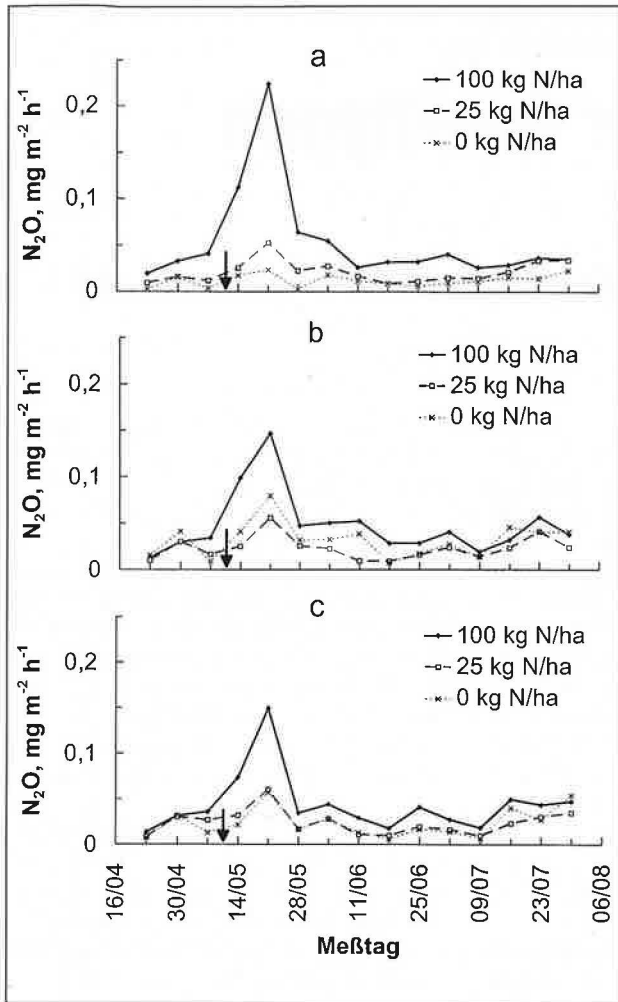 a
100 kg N/ha
25 kg N/ha
0 kg N/ha
0,2
0,1
0
N₂O, mg m⁻² h⁻¹
b
100 kg N/ha
25 kg N/ha
0 kg N/ha
0,2
0,1
0
N₂O, mg m⁻² h⁻¹
c
100 kg N/ha
25 kg N/ha
0 kg N/ha
0,2
0,1
0
N₂O, mg m⁻² h⁻¹
16/04
30/04
14/05
28/05
11/06
25/06
09/07
23/07
06/08
Meßtag